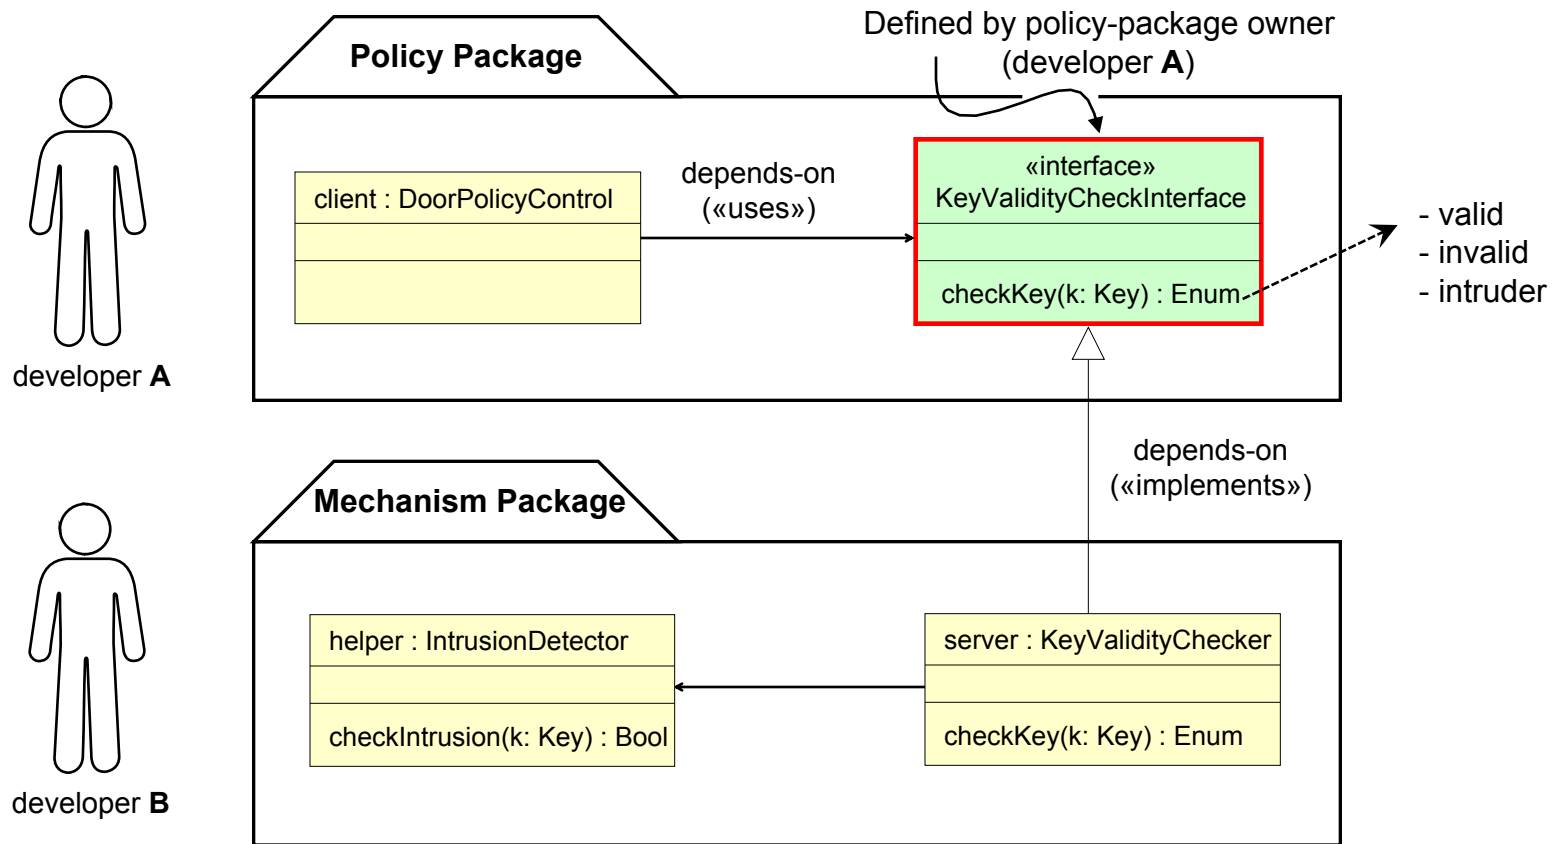 Policy Package
Defined by policy-package owner
(developer A)
client : DoorPolicyControl
depends-on
(«uses»)
«interface»
KeyValidityCheckInterface
checkKey(k: Key) : Enum
- valid
- invalid
- intruder
developer A
depends-on
(«implements»)
Mechanism Package
helper : IntrusionDetector
checkIntrusion(k: Key) : Bool
server : KeyValidityChecker
checkKey(k: Key) : Enum
developer B